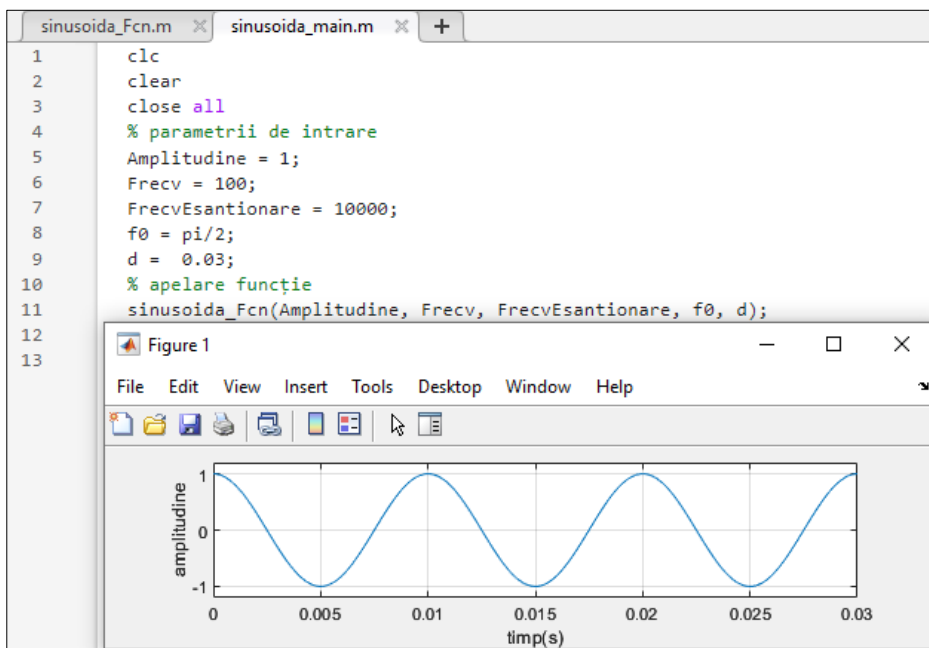 sinusoida_Fcn.m × sinusoida_main.m × +
1 clc
2 clear
3 close all
4 % parametrii de intrare
5 Amplitudine = 1;
6 Frecv = 100;
7 FrecvEsantionare = 10000;
8 f0 = pi/2;
9 d =  0.03;
10 % apelare funcție
11 sinusoida_Fcn(Amplitudine, Frecv, FrecvEsantionare, f0, d);
12
13
Figure 1
File Edit View Insert Tools Desktop Window Help
amplitudine
1
0
-1
0 0.005 0.01 0.015 0.02 0.025 0.03
timp(s)